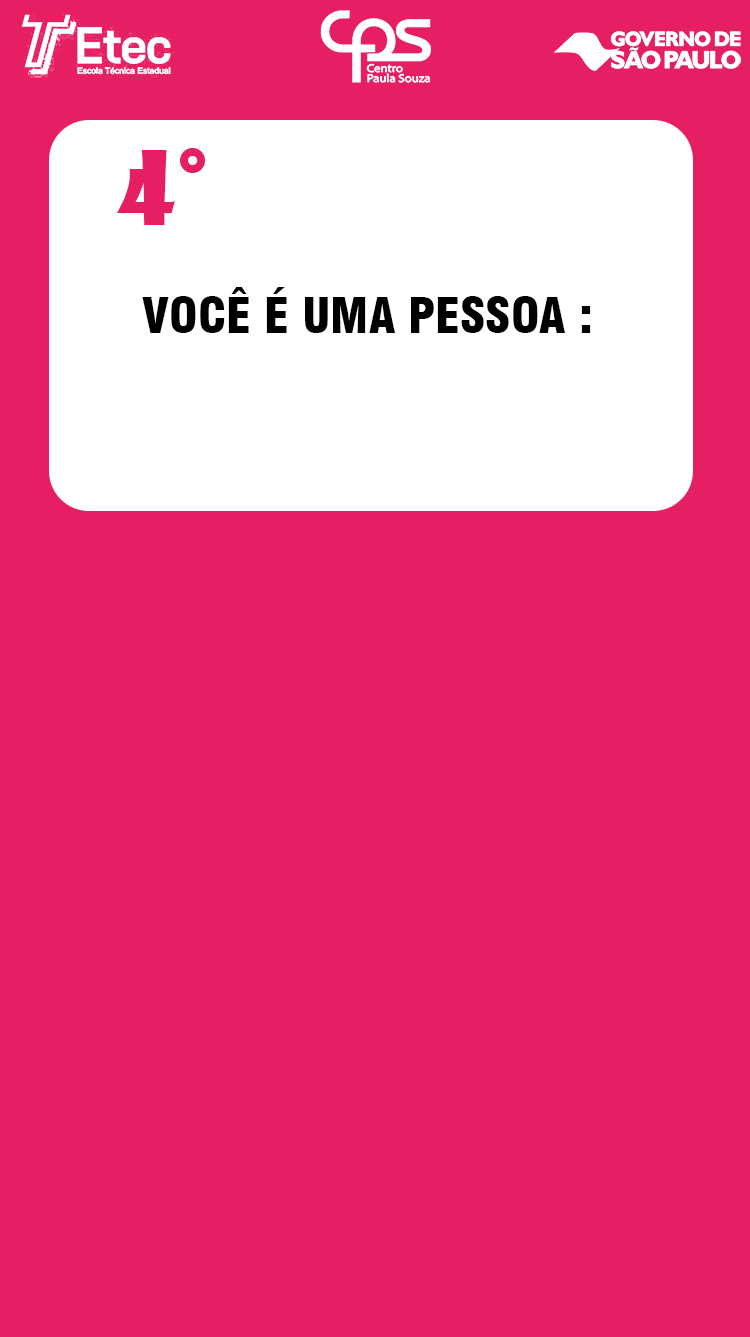 Etec
Escola Técnica Estadual
CPS
Centro
Paula Souza
GOVERNO DE
SÃO PAULO
4°
VOCÊ É UMA PESSOA :